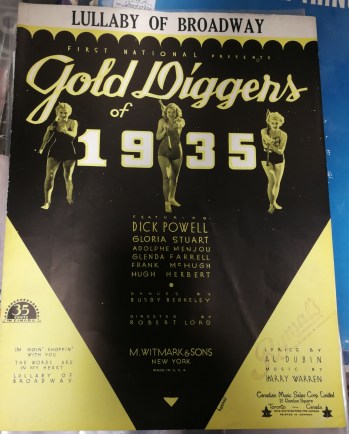 LULLABY OF BROADWAY
FIRST NATIONAL PRESENTS
Gold Diggers
of
1935
FEATURING
DICK POWELL
GLORIA STUART
ADOLPHE MENJOU
GLENDA FARRELL
FRANK McHUGH
HUGH HERBERT
DANCES BY
BUSBY BERKELEY
DIRECTED BY
ROBERT LORD
M. WITMARK & SONS
NEW YORK
MADE IN U.S.A.
35
I'M GOIN' SHOPPIN'
WITH YOU
THE WORDS ARE
IN MY HEART
LULLABY OF
BROADWAY
LYRICS BY
AL DUBIN
MUSIC BY
HARRY WARREN
Canadian Music Sales Corp. Limited
Toronto Canada